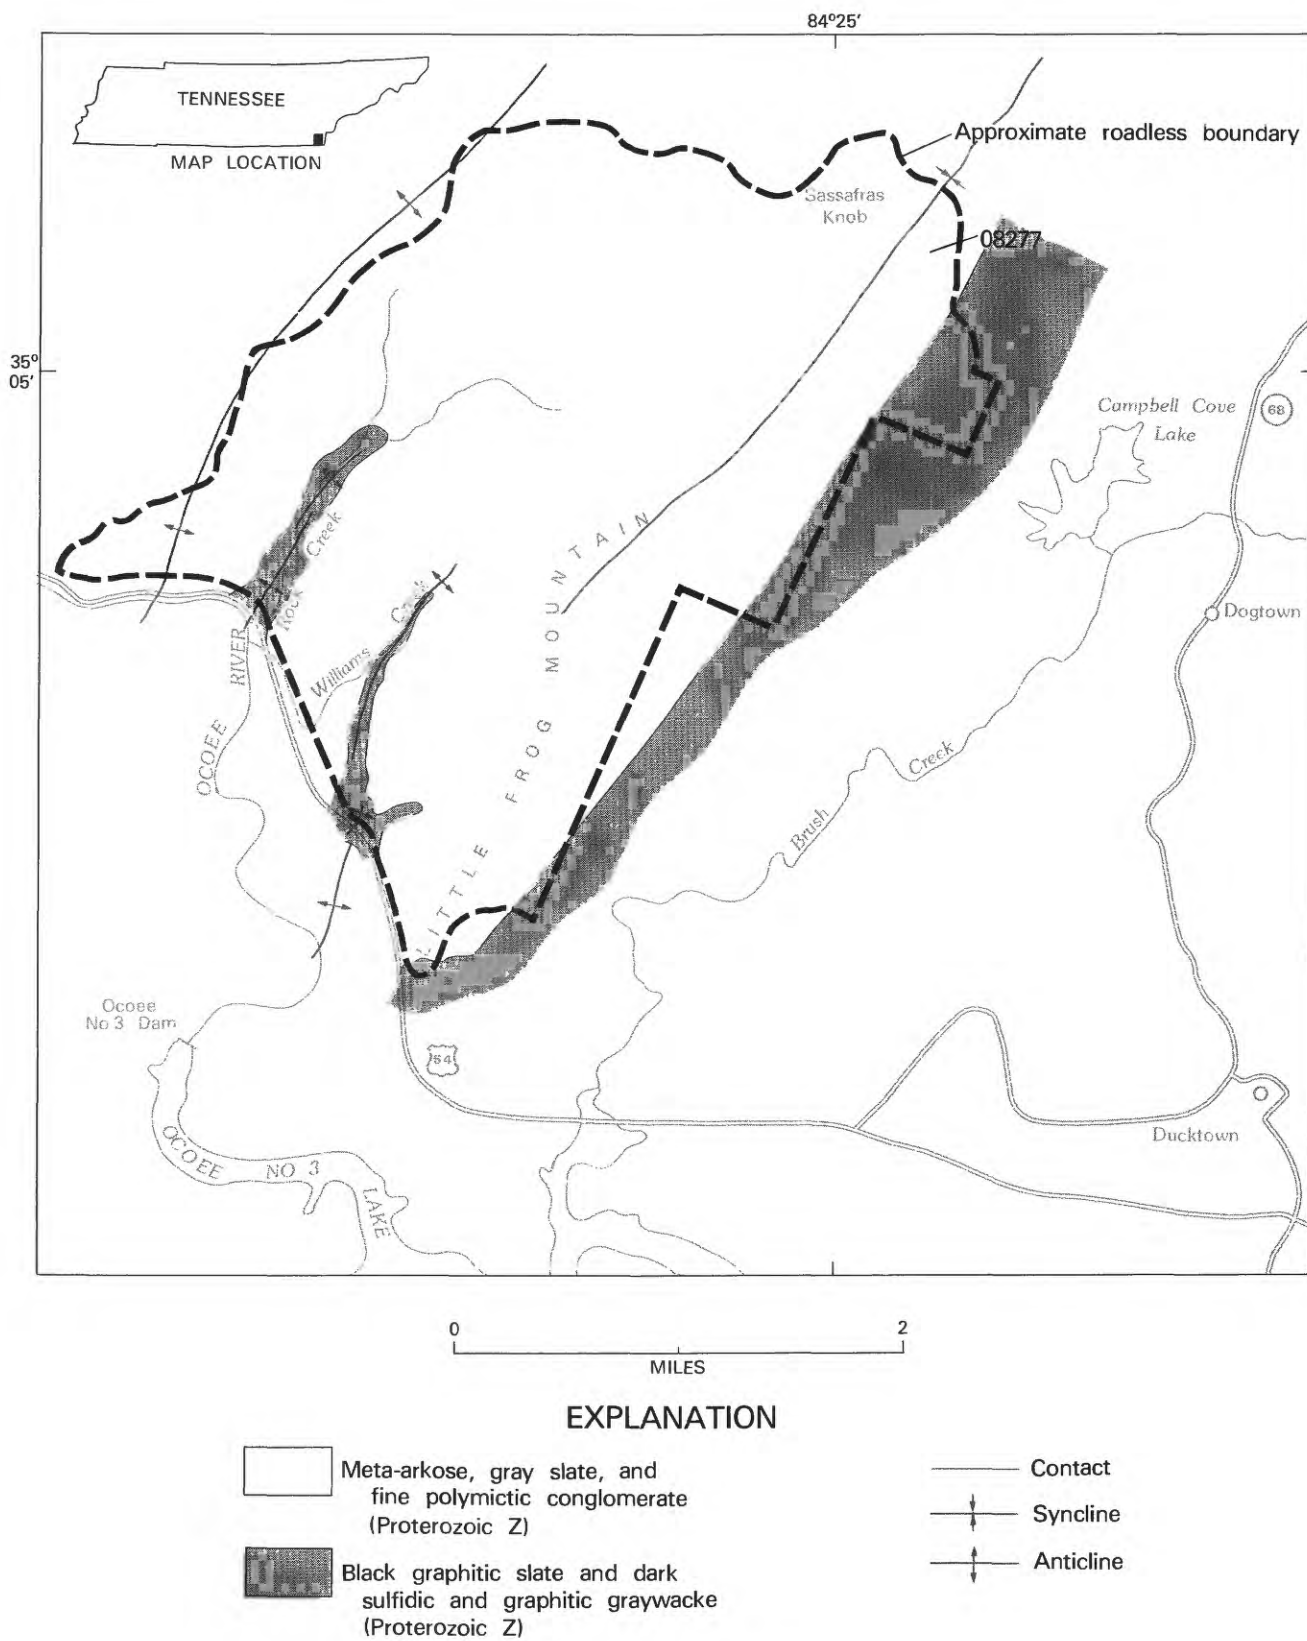 84°25'
TENNESSEE
MAP LOCATION
Approximate roadless boundary
Sassafras
Knob
08277
35°
05'
Campbell Cove
Lake
68
Rock Creek
Williams Creek
LITTLE FROG MOUNTAIN
Dogtown
OCOEE RIVER
Brush Creek
Ocoee
No 3 Dam
64
OCOEE NO 3 LAKE
Ducktown
0 2
MILES
EXPLANATION
Meta-arkose, gray slate, and
fine polymictic conglomerate
(Proterozoic Z)
Black graphitic slate and dark
sulfidic and graphitic graywacke
(Proterozoic Z)
Contact
Syncline
Anticline